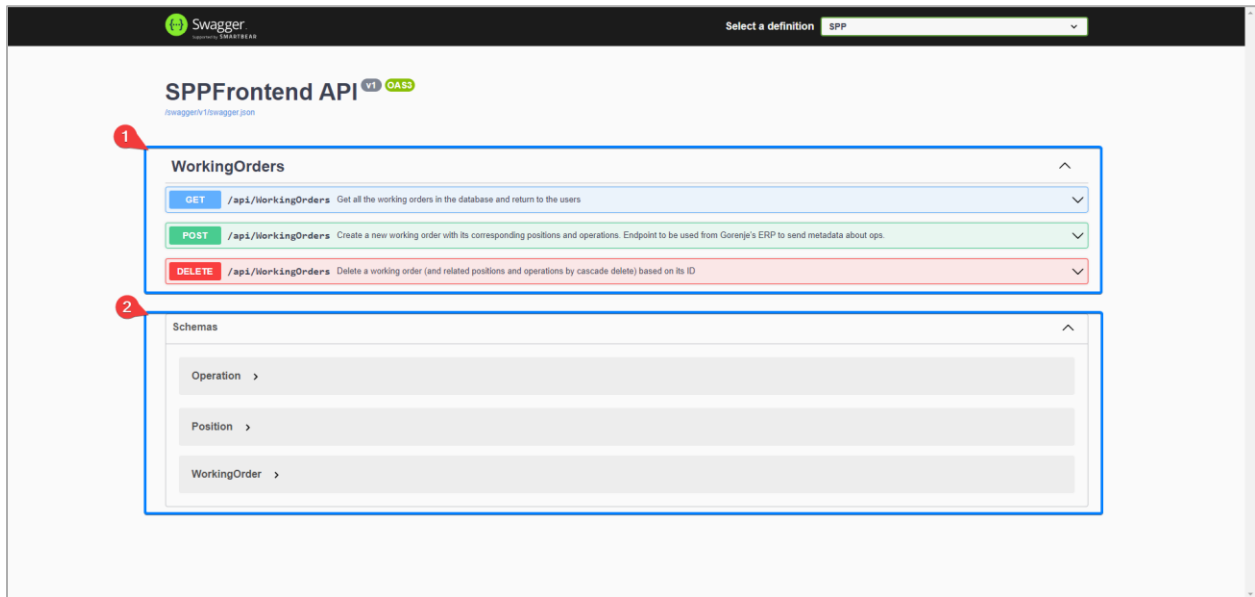 Swagger
Supported by SMARTBEAR
Select a definition SPP
SPPFrontend API v1 OAS3
/swagger/v1/swagger.json
1
WorkingOrders
GET /api/WorkingOrders Get all the working orders in the database and return to the users
POST /api/WorkingOrders Create a new working order with its corresponding positions and operations. Endpoint to be used from Gorenje's ERP to send metadata about ops.
DELETE /api/WorkingOrders Delete a working order (and related positions and operations by cascade delete) based on its ID
2
Schemas
Operation
Position
WorkingOrder